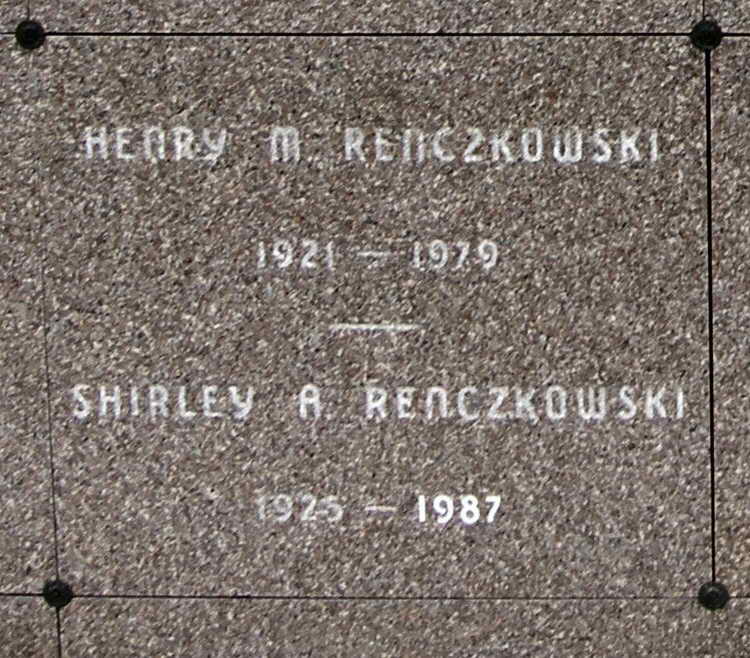 HENRY M RENCZKOWSKI
1921 — 1979
SHIRLEY A RENCZKOWSKI
1925 — 1987